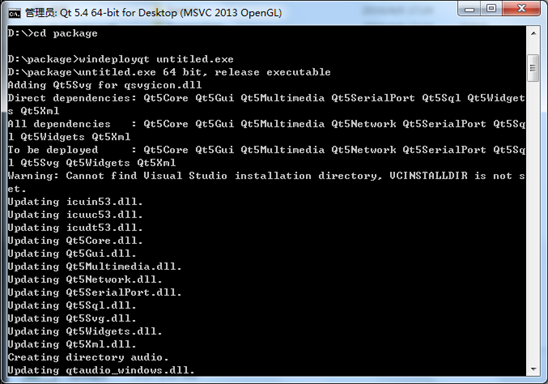 管理员: Qt 5.4 64-bit for Desktop (MSVC 2013 OpenGL)
D:\>cd package
D:\package>windeployqt untitled.exe
D:\package\untitled.exe 64 bit, release executable
Adding Qt5Svg for qsvgicon.dll
Direct dependencies: Qt5Core Qt5Gui Qt5Multimedia Qt5SerialPort Qt5Sql Qt5Widget
s Qt5Xml
All dependencies   : Qt5Core Qt5Gui Qt5Multimedia Qt5Network Qt5SerialPort Qt5Sq
l Qt5Widgets Qt5Xml
To be deployed     : Qt5Core Qt5Gui Qt5Multimedia Qt5Network Qt5SerialPort Qt5Sq
l Qt5Svg Qt5Widgets Qt5Xml
Warning: Cannot find Visual Studio installation directory, VCINSTALLDIR is not s
et.
Updating icuin53.dll.
Updating icuuc53.dll.
Updating icudt53.dll.
Updating Qt5Core.dll.
Updating Qt5Gui.dll.
Updating Qt5Multimedia.dll.
Updating Qt5Network.dll.
Updating Qt5SerialPort.dll.
Updating Qt5Sql.dll.
Updating Qt5Svg.dll.
Updating Qt5Widgets.dll.
Updating Qt5Xml.dll.
Creating directory audio.
Updating qtaudio_windows.dll.